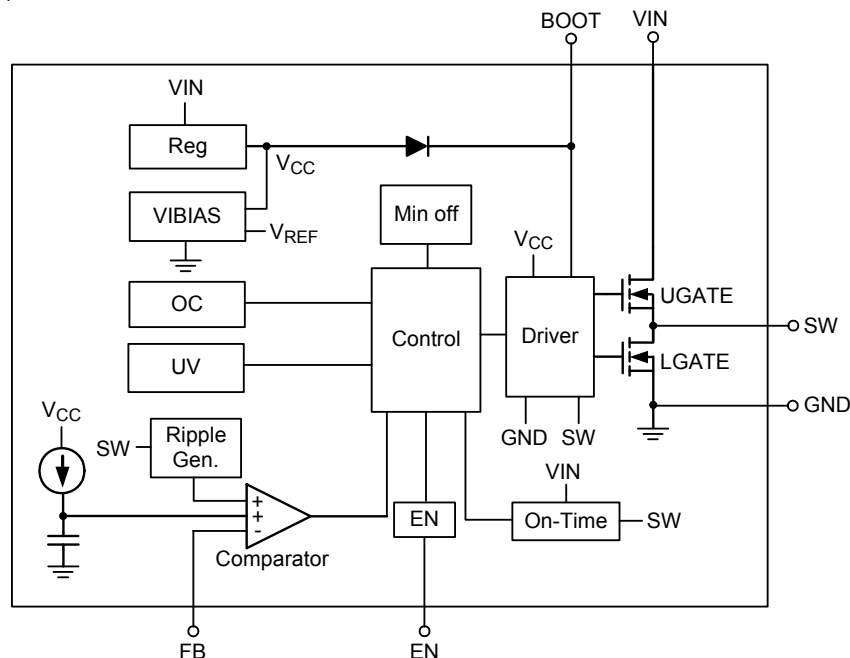 BOOT
VIN
VIN
Reg
VCC
VIBIAS
VREF
Min off
VCC
UGATE
OC
Control
Driver
SW
UV
LGATE
VCC
GND
SW
Ripple
Gen.
GND
SW
VIN
+
+
-
EN
On-Time
SW
Comparator
FB
EN